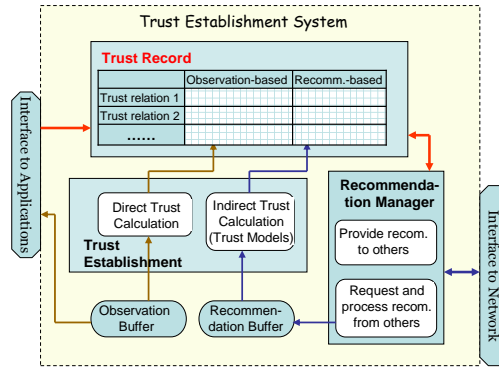 Trust Establishment System
Trust Record
Observation-based Recomm.-based
Trust relation 1
Trust relation 2
......
Interface to Applications
Direct Trust
Calculation
Indirect Trust
Calculation
(Trust Models)
Trust
Establishment
Recommenda-
tion Manager
Provide recom.
to others
Request and
process recom.
from others
Observation
Buffer
Recommen-
dation Buffer
Interface to Network